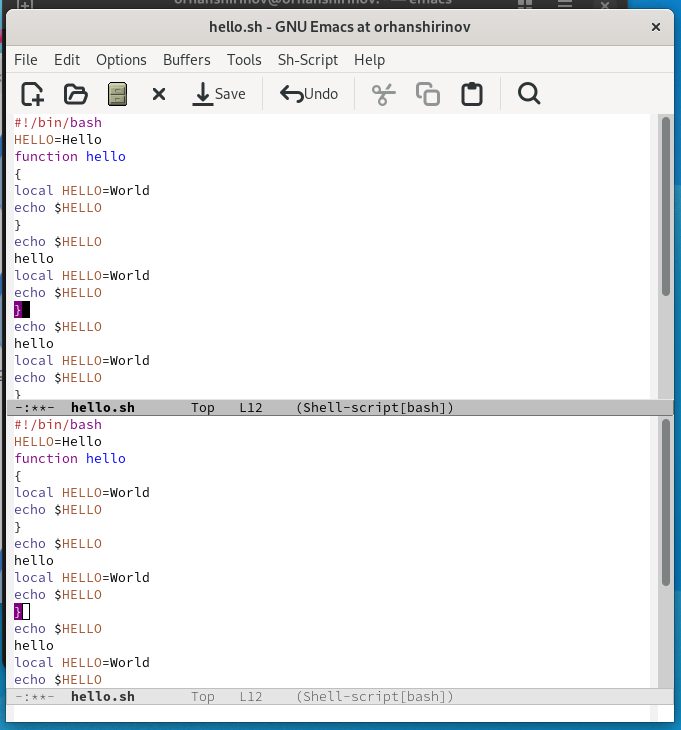 orhanshirinov@orhanshirinov: — emacs
hello.sh - GNU Emacs at orhanshirinov
File Edit Options Buffers Tools Sh-Script Help
Save Undo
#!/bin/bash
HELLO=Hello
function hello
{
local HELLO=World
echo $HELLO
}
echo $HELLO
hello
local HELLO=World
echo $HELLO
}
echo $HELLO
hello
local HELLO=World
echo $HELLO
}
-:**- hello.sh Top L12 (Shell-script[bash])
#!/bin/bash
HELLO=Hello
function hello
{
local HELLO=World
echo $HELLO
}
echo $HELLO
hello
local HELLO=World
echo $HELLO
}
echo $HELLO
hello
local HELLO=World
echo $HELLO
-:**- hello.sh Top L12 (Shell-script[bash])